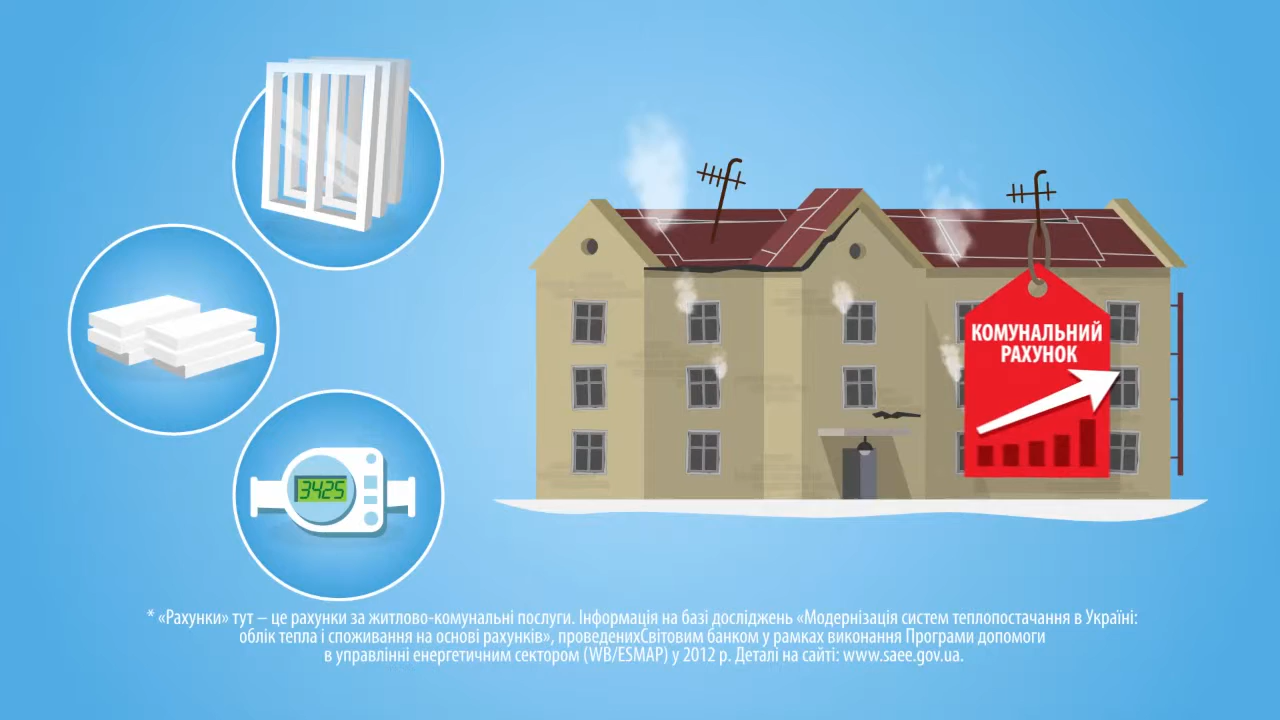 КОМУНАЛЬНИЙ
РАХУНОК
3425
* «Рахунки» тут – це рахунки за житлово-комунальні послуги. Інформація на базі досліджень «Модернізація систем теплопостачання в Україні:
облік тепла і споживання на основі рахунків», проведенихСвітовим банком у рамках виконання Програми допомоги
в управлінні енергетичним сектором (WB/ESMAP) у 2012 р. Деталі на сайті: www.saee.gov.ua.